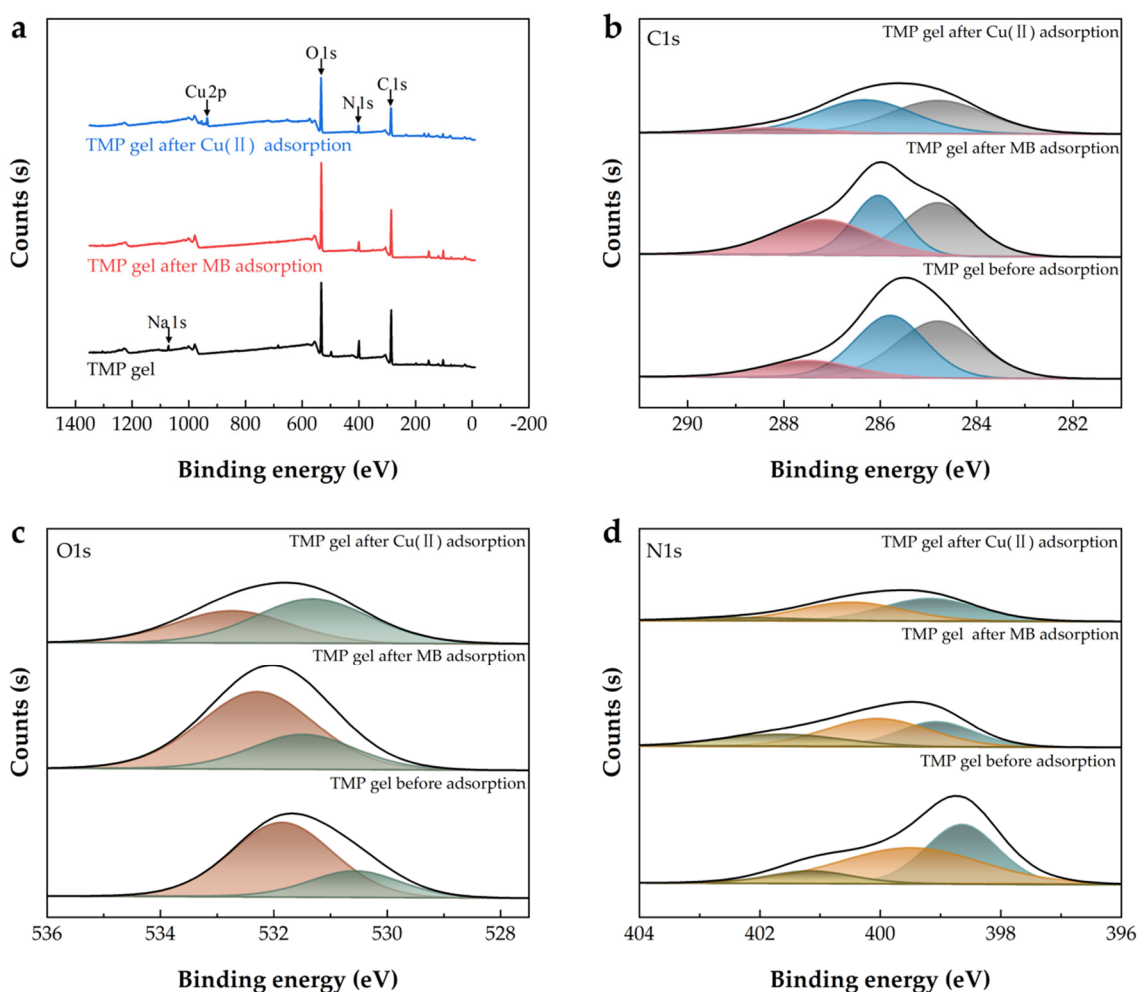 a
O1s
C1s
Cu2p
N1s
TMP gel after Cu(Ⅱ) adsorption
TMP gel after MB adsorption
Na1s
TMP gel
Counts (s)
1400 1200 1000 800 600 400 200 0 -200
Binding energy (eV)
b
C1s
TMP gel after Cu(Ⅱ) adsorption
TMP gel after MB adsorption
TMP gel before adsorption
Counts (s)
290 288 286 284 282
Binding energy (eV)
c
O1s
TMP gel after Cu(Ⅱ) adsorption
TMP gel after MB adsorption
TMP gel before adsorption
Counts (s)
536 534 532 530 528
Binding energy (eV)
d
N1s
TMP gel after Cu(Ⅱ) adsorption
TMP gel after MB adsorption
TMP gel before adsorption
Counts (s)
404 402 400 398 396
Binding energy (eV)